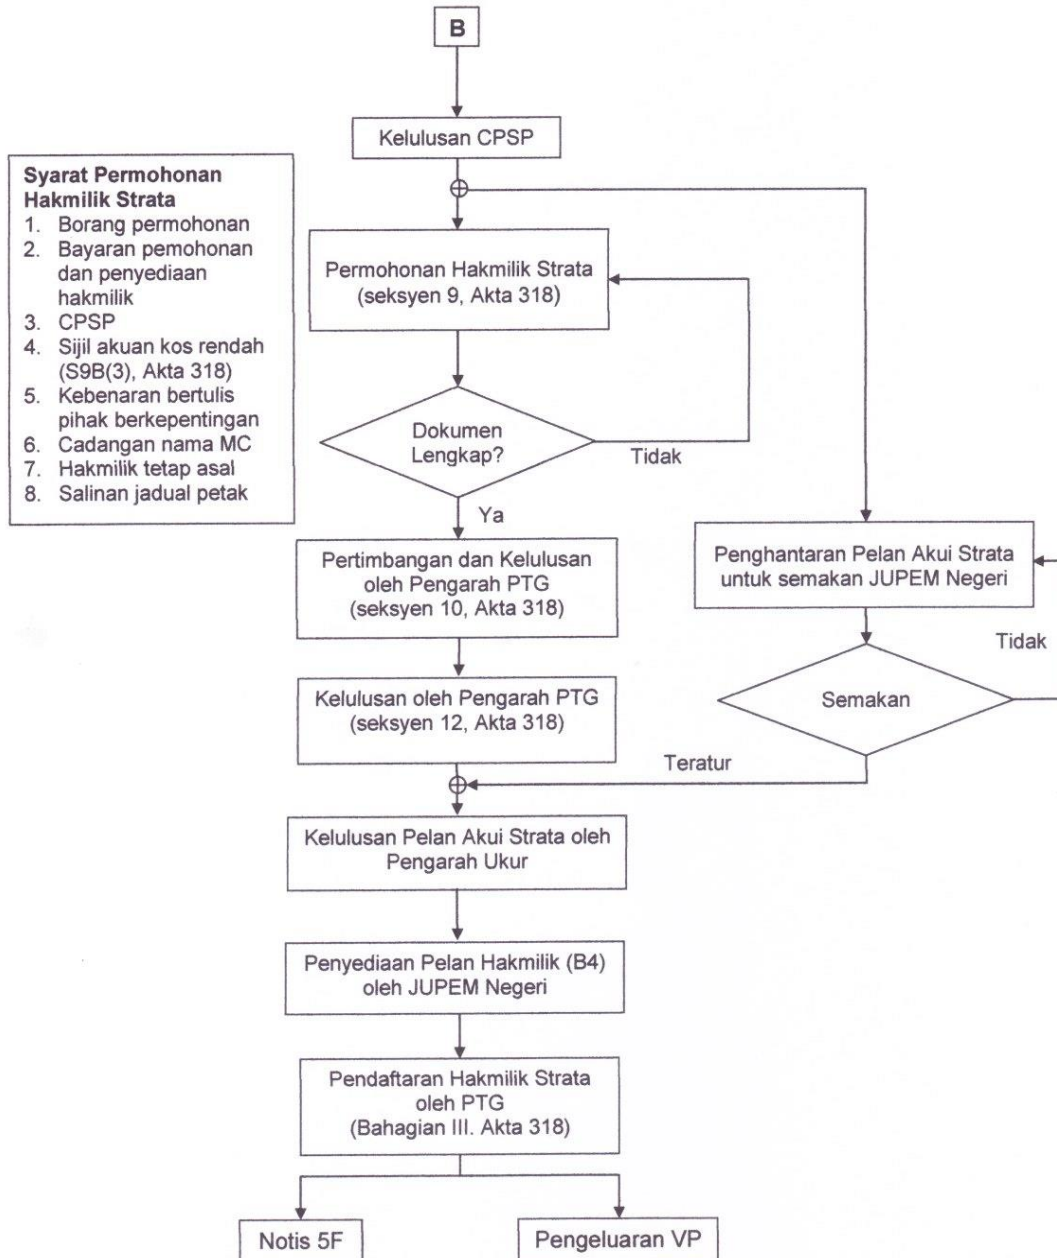 B
Kelulusan CPSP
Syarat Permohonan
Hakmilik Strata
1. Borang permohonan
2. Bayaran pemohonan
dan penyediaan
hakmilik
3. CPSP
4. Sijil akuan kos rendah
(S9B(3), Akta 318)
5. Kebenaran bertulis
pihak berkepentingan
6. Cadangan nama MC
7. Hakmilik tetap asal
8. Salinan jadual petak
Permohonan Hakmilik Strata
(seksyen 9, Akta 318)
Dokumen
Lengkap?
Tidak
Ya
Pertimbangan dan Kelulusan
oleh Pengarah PTG
(seksyen 10, Akta 318)
Kelulusan oleh Pengarah PTG
(seksyen 12, Akta 318)
Penghantaran Pelan Akui Strata
untuk semakan JUPEM Negeri
Tidak
Semakan
Teratur
Kelulusan Pelan Akui Strata oleh
Pengarah Ukur
Penyediaan Pelan Hakmilik (B4)
oleh JUPEM Negeri
Pendaftaran Hakmilik Strata
oleh PTG
(Bahagian III. Akta 318)
Notis 5F
Pengeluaran VP